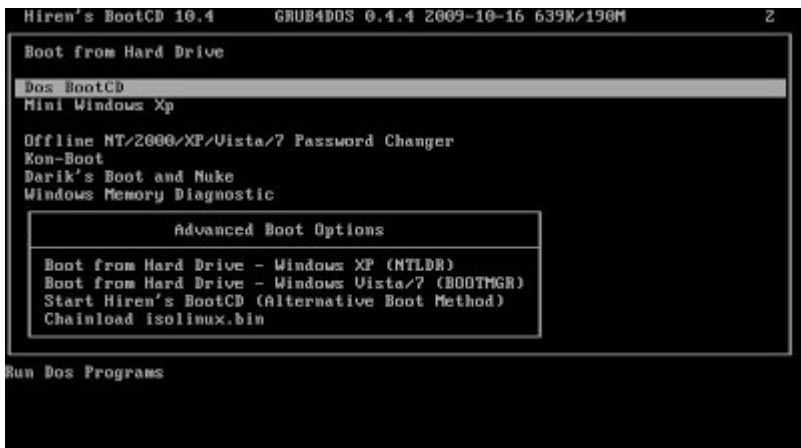 Hiren's BootCD 10.4 GRUB4DOS 0.4.4 2009-10-16 639K/190M 2
Boot from Hard Drive
Dos BootCD
Mini Windows Xp
Offline NT/2000/XP/Vista/7 Password Changer
Kon-Boot
Darik's Boot and Nuke
Windows Memory Diagnostic
Advanced Boot Options
Boot from Hard Drive - Windows XP (NTLDR)
Boot from Hard Drive - Windows Vista/7 (BOOTMGR)
Start Hiren's BootCD (Alternative Boot Method)
Chainload isolinux.bin
Run Dos Programs